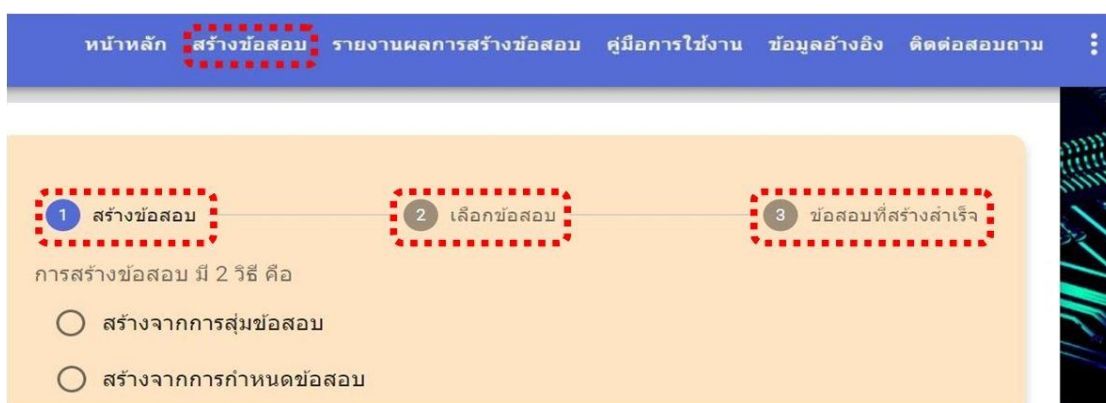 หน้าหลัก สร้างข้อสอบ รายงานผลการสร้างข้อสอบ คู่มือการใช้งาน ข้อมูลอ้างอิง ติดต่อสอบถาม
1 สร้างข้อสอบ 2 เลือกข้อสอบ 3 ข้อสอบที่สร้างสำเร็จ
การสร้างข้อสอบ มี 2 วิธี คือ
สร้างจากการสุ่มข้อสอบ
สร้างจากการกำหนดข้อสอบ